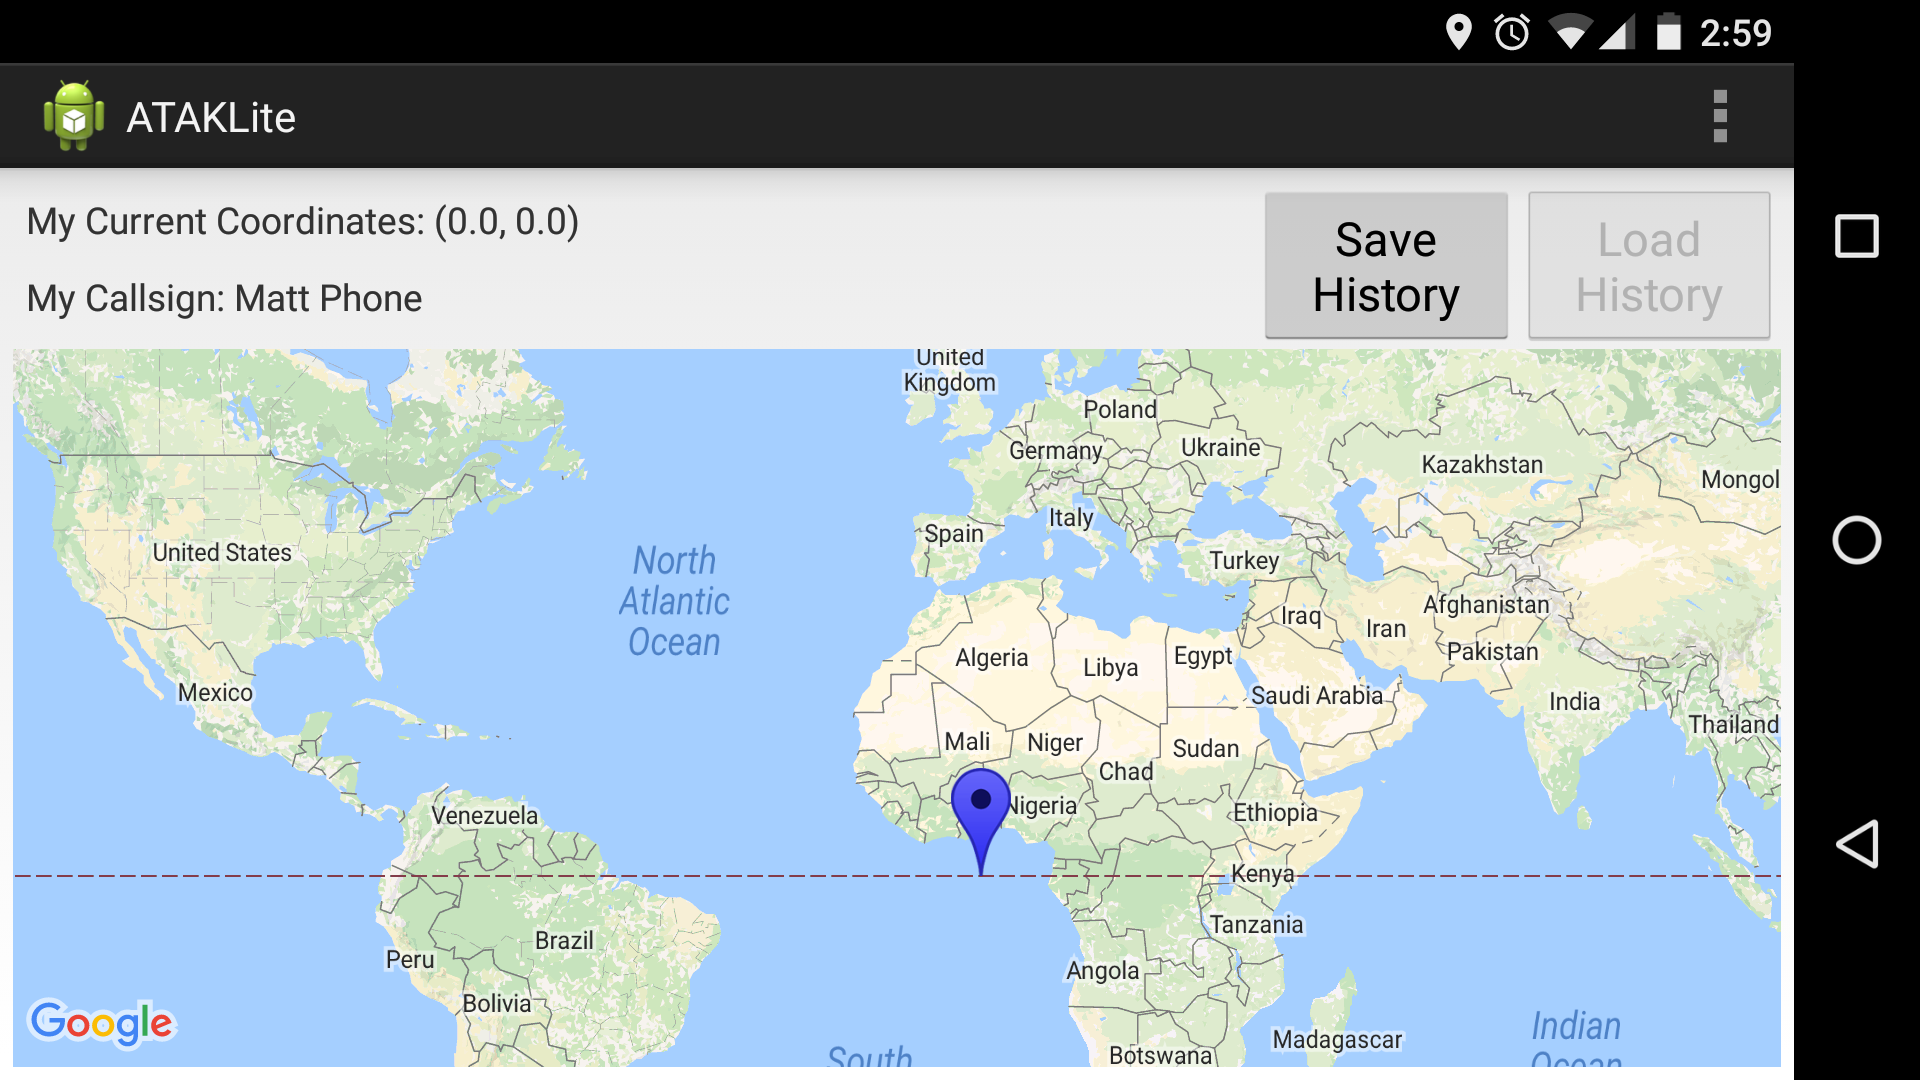 2:59
ATAKLite
My Current Coordinates: (0.0, 0.0)
My Callsign: Matt Phone
Save
History
Load
History
United
Kingdom
Poland
Germany
Ukraine
Kazakhstan
Mongol
Italy
Spain
United States
Turkey
North
Atlantic
Ocean
Afghanistan
Iraq
Iran
Pakistan
Algeria
Libya
Egypt
Mexico
Saudi Arabia
India
Thailand
Mali
Niger
Sudan
Chad
Venezuela
Nigeria
Ethiopia
Kenya
Tanzania
Brazil
Peru
Angola
Bolivia
Google
Indian
Ocean
Madagascar
South
Botswana